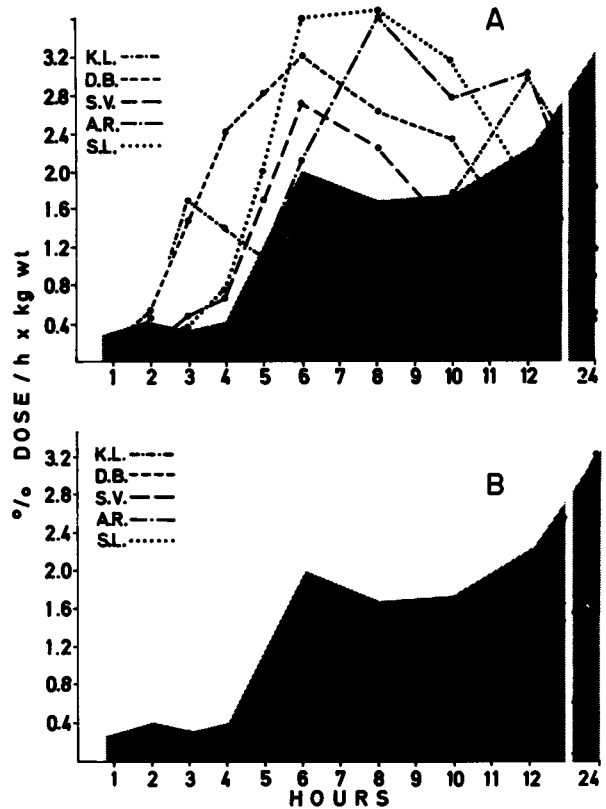 A
3.2
2.8
2.4
2.0
1.6
1.2
0.8
0.4
K.L.
D.B.
S.V.
A.R.
S.L.
1 2 3 4 5 6 7 8 9 10 11 12 24
% DOSE / h x kg wt
B
3.2
2.8
2.4
2.0
1.6
1.2
0.8
0.4
K.L.
D.B.
S.V.
A.R.
S.L.
1 2 3 4 5 6 7 8 9 10 11 12 24
HOURS